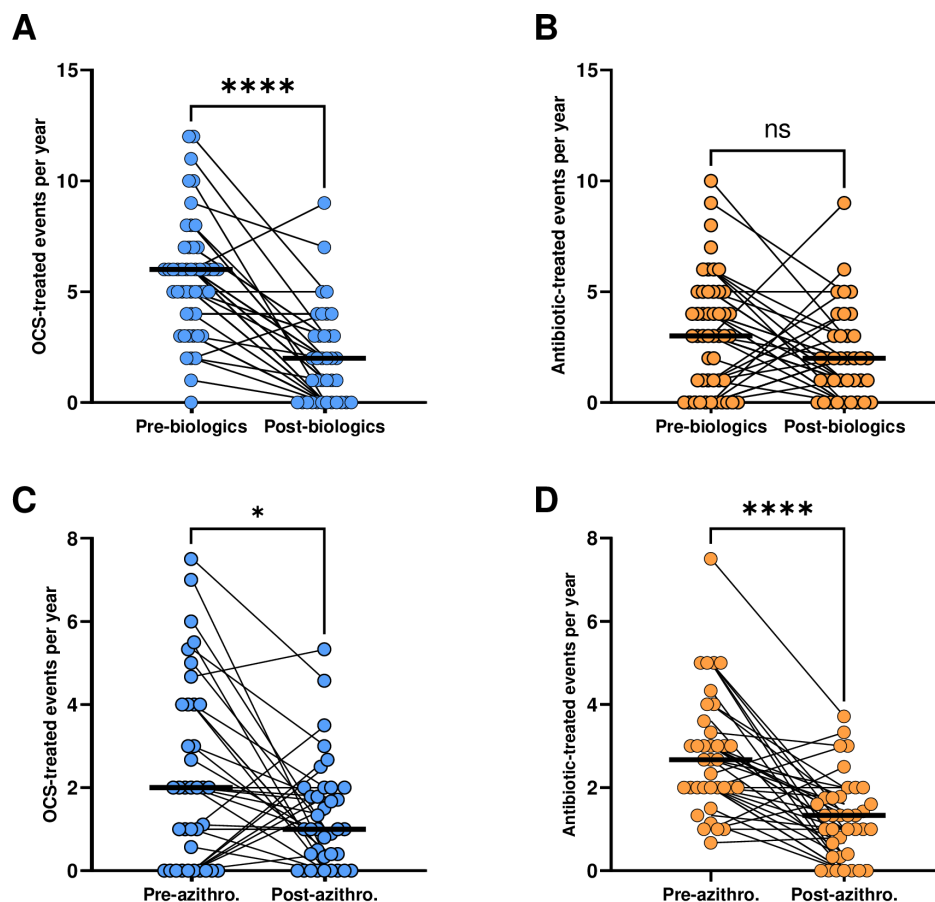 A
OCS-treated events per year
15
10
5
0
****
Pre-biologics Post-biologics
B
Antibiotic-treated events per year
15
10
5
0
ns
Pre-biologics Post-biologics
C
OCS-treated events per year
8
6
4
2
0
*
Pre-azithro. Post-azithro.
D
Antibiotic-treated events per year
8
6
4
2
0
****
Pre-azithro. Post-azithro.